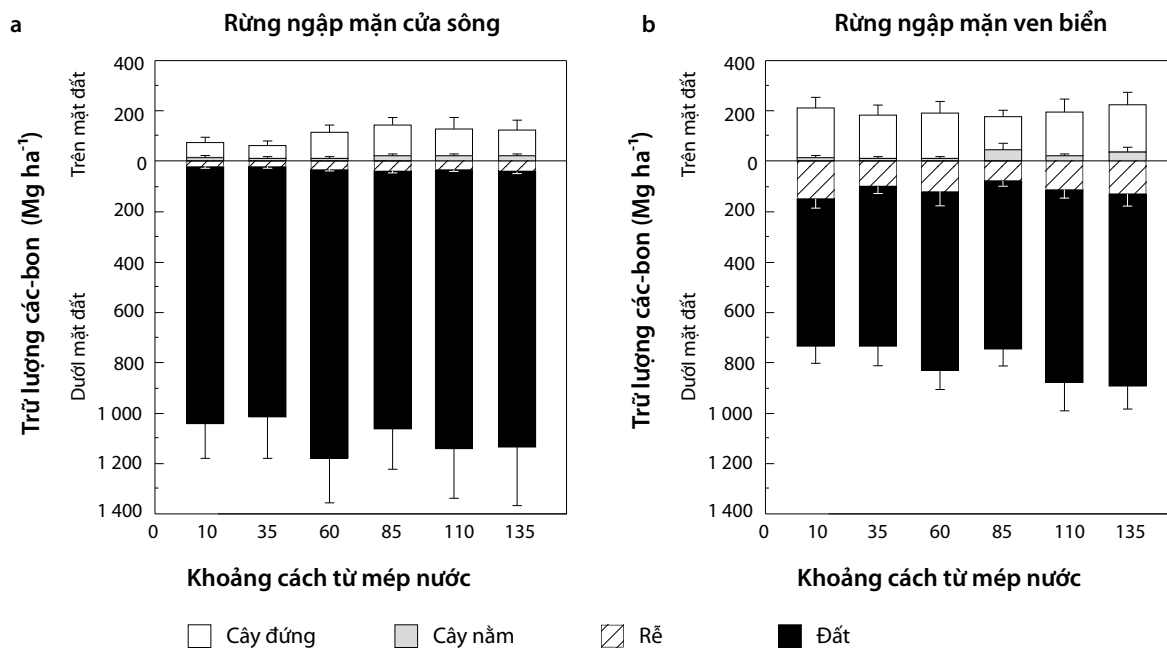 a Rừng ngập mặn cửa sông
Trữ lượng các-bon (Mg ha⁻¹)
Trên mặt đất
Dưới mặt đất
400
200
0
200
400
600
800
1 000
1 200
1 400
0 10 35 60 85 110 135
Khoảng cách từ mép nước
b Rừng ngập mặn ven biển
Trữ lượng các-bon (Mg ha⁻¹)
Trên mặt đất
Dưới mặt đất
400
200
0
200
400
600
800
1 000
1 200
1 400
0 10 35 60 85 110 135
Khoảng cách từ mép nước
Cây đứng Cây nằm Rễ Đất